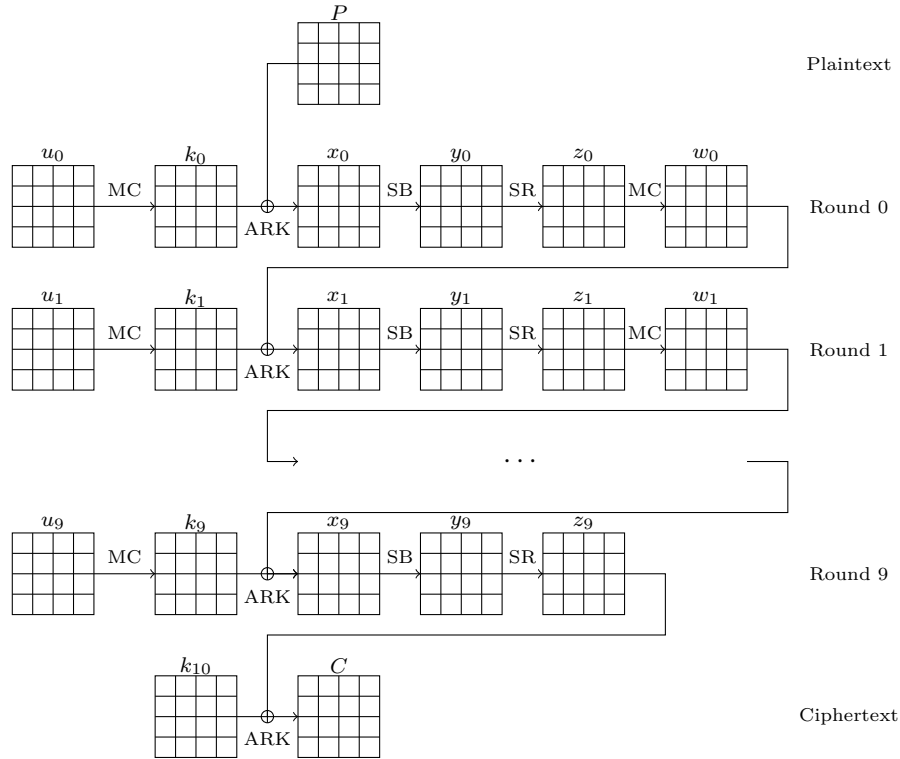 P
Plaintext
u₀ k₀ x₀ y₀ z₀ w₀
MC SB SR MC
Round 0
ARK
u₁ k₁ x₁ y₁ z₁ w₁
MC SB SR MC
Round 1
ARK
...
u₉ k₉ x₉ y₉ z₉
MC SB SR
Round 9
ARK
k₁₀ C
Ciphertext
ARK